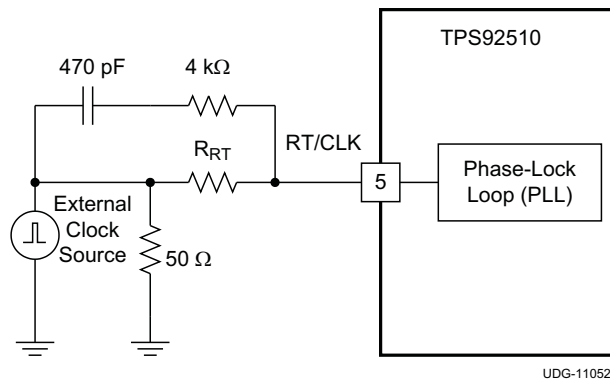 TPS92510
470 pF
4 kΩ
RRT
RT/CLK
5
Phase-Lock
Loop (PLL)
External
Clock
Source
50 Ω
UDG-11052